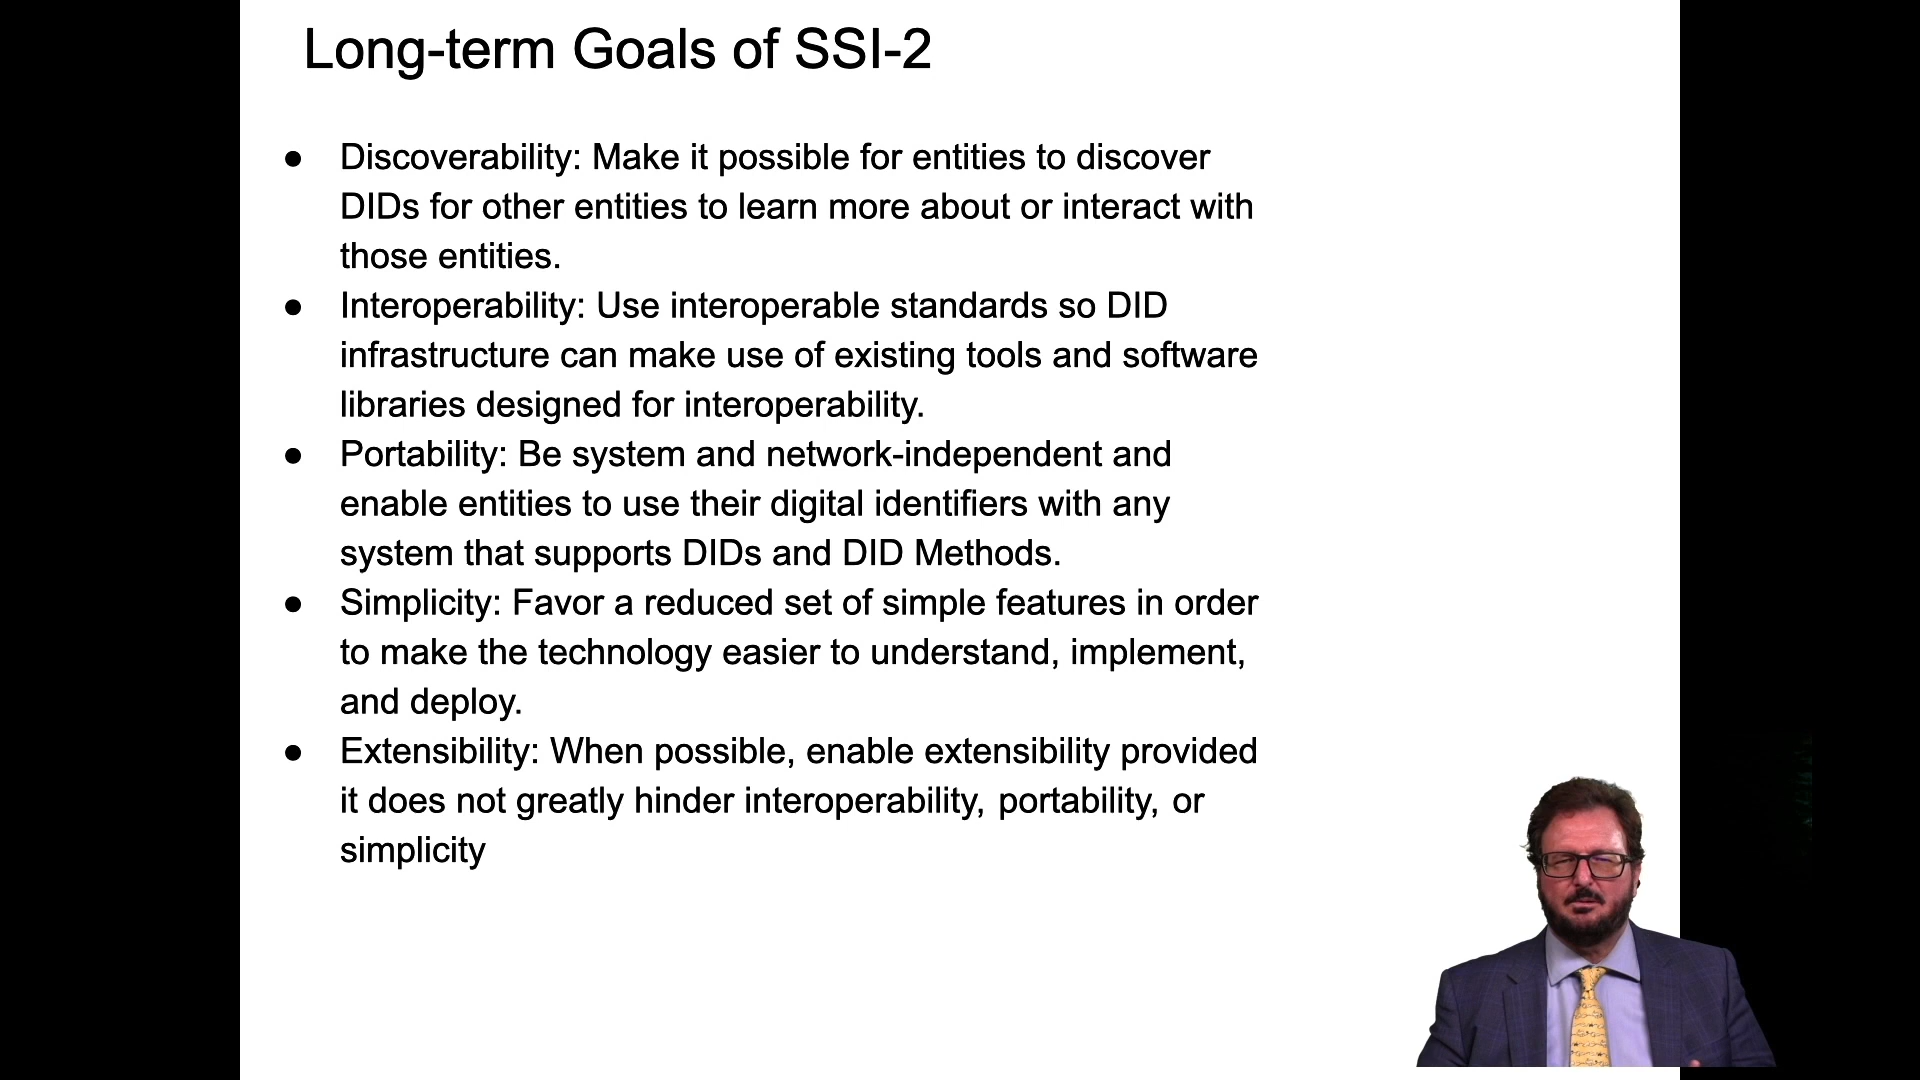 Long-term Goals of SSI-2
● Discoverability: Make it possible for entities to discover
DIDs for other entities to learn more about or interact with
those entities.
● Interoperability: Use interoperable standards so DID
infrastructure can make use of existing tools and software
libraries designed for interoperability.
● Portability: Be system and network-independent and
enable entities to use their digital identifiers with any
system that supports DIDs and DID Methods.
● Simplicity: Favor a reduced set of simple features in order
to make the technology easier to understand, implement,
and deploy.
● Extensibility: When possible, enable extensibility provided
it does not greatly hinder interoperability, portability, or
simplicity